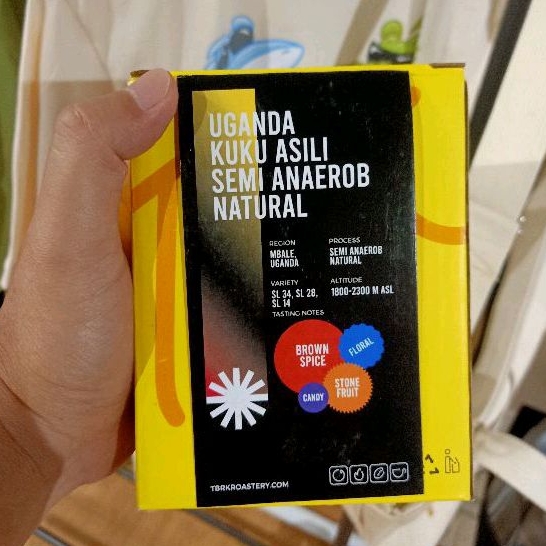 UGANDA
KUKU ASILI
SEMI ANAEROB
NATURAL
REGION
MBALE,
UGANDA
PROCESS
SEMI ANAEROB
NATURAL
VARIETY
SL 34, SL 28,
SL 14
ALTITUDE
1800-2300 M ASL
TASTING NOTES
BROWN
SPICE
FLORAL
STONE
FRUIT
CANDY
TBRKROASTERY.COM